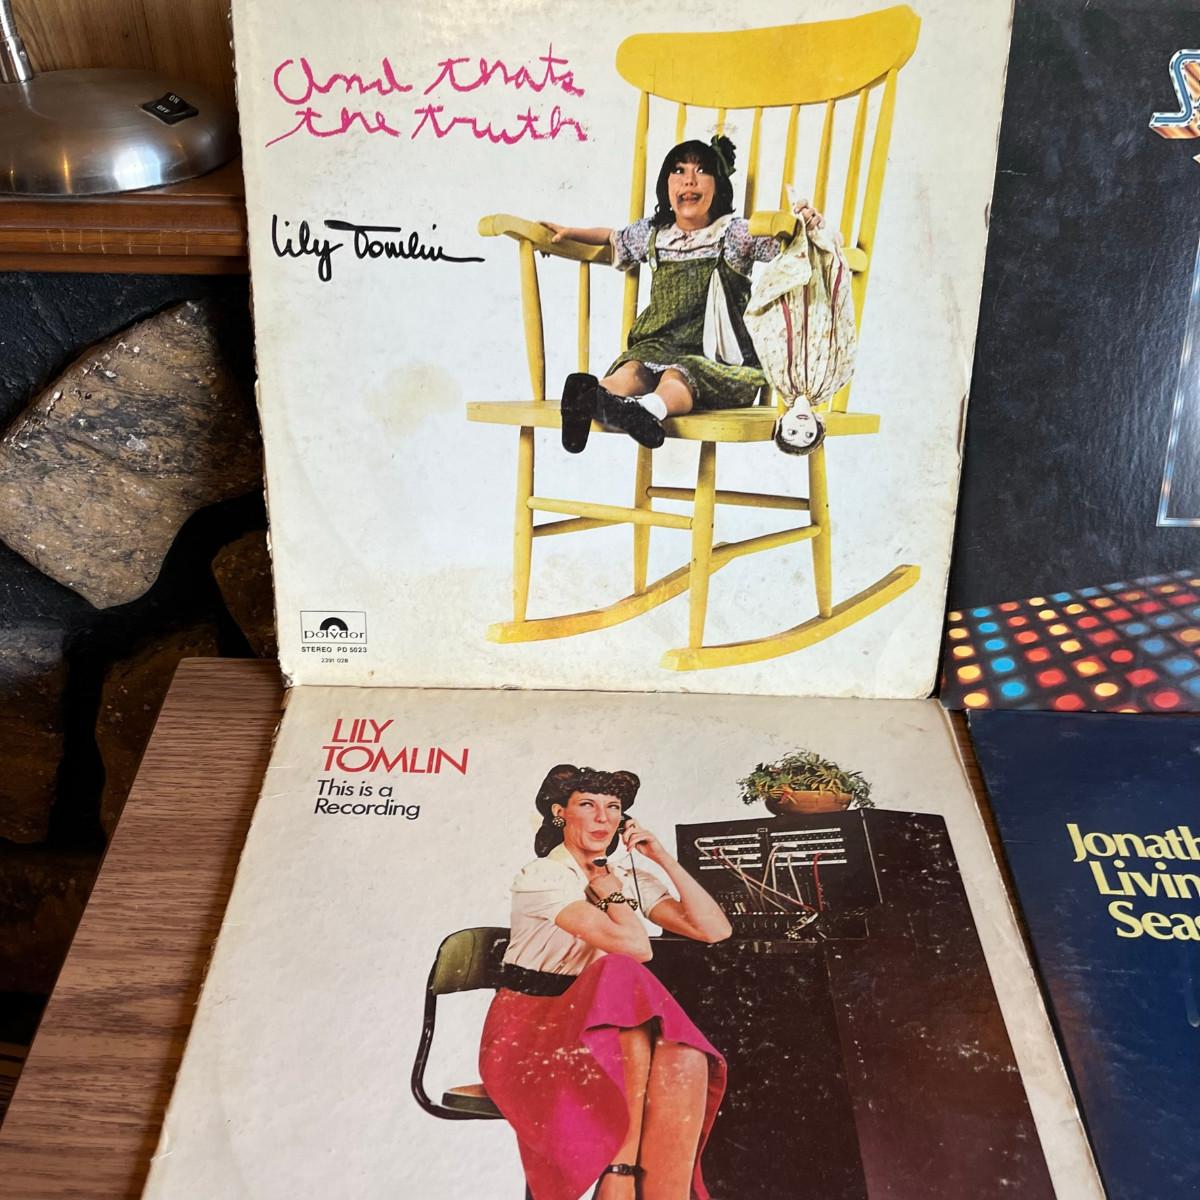 ON
OFF
And thats
the truth
Lily Tomlin
polydor
STEREO PD 5023
2391 028
LILY
TOMLIN
This is a
Recording
Jonath
Livin
Sea